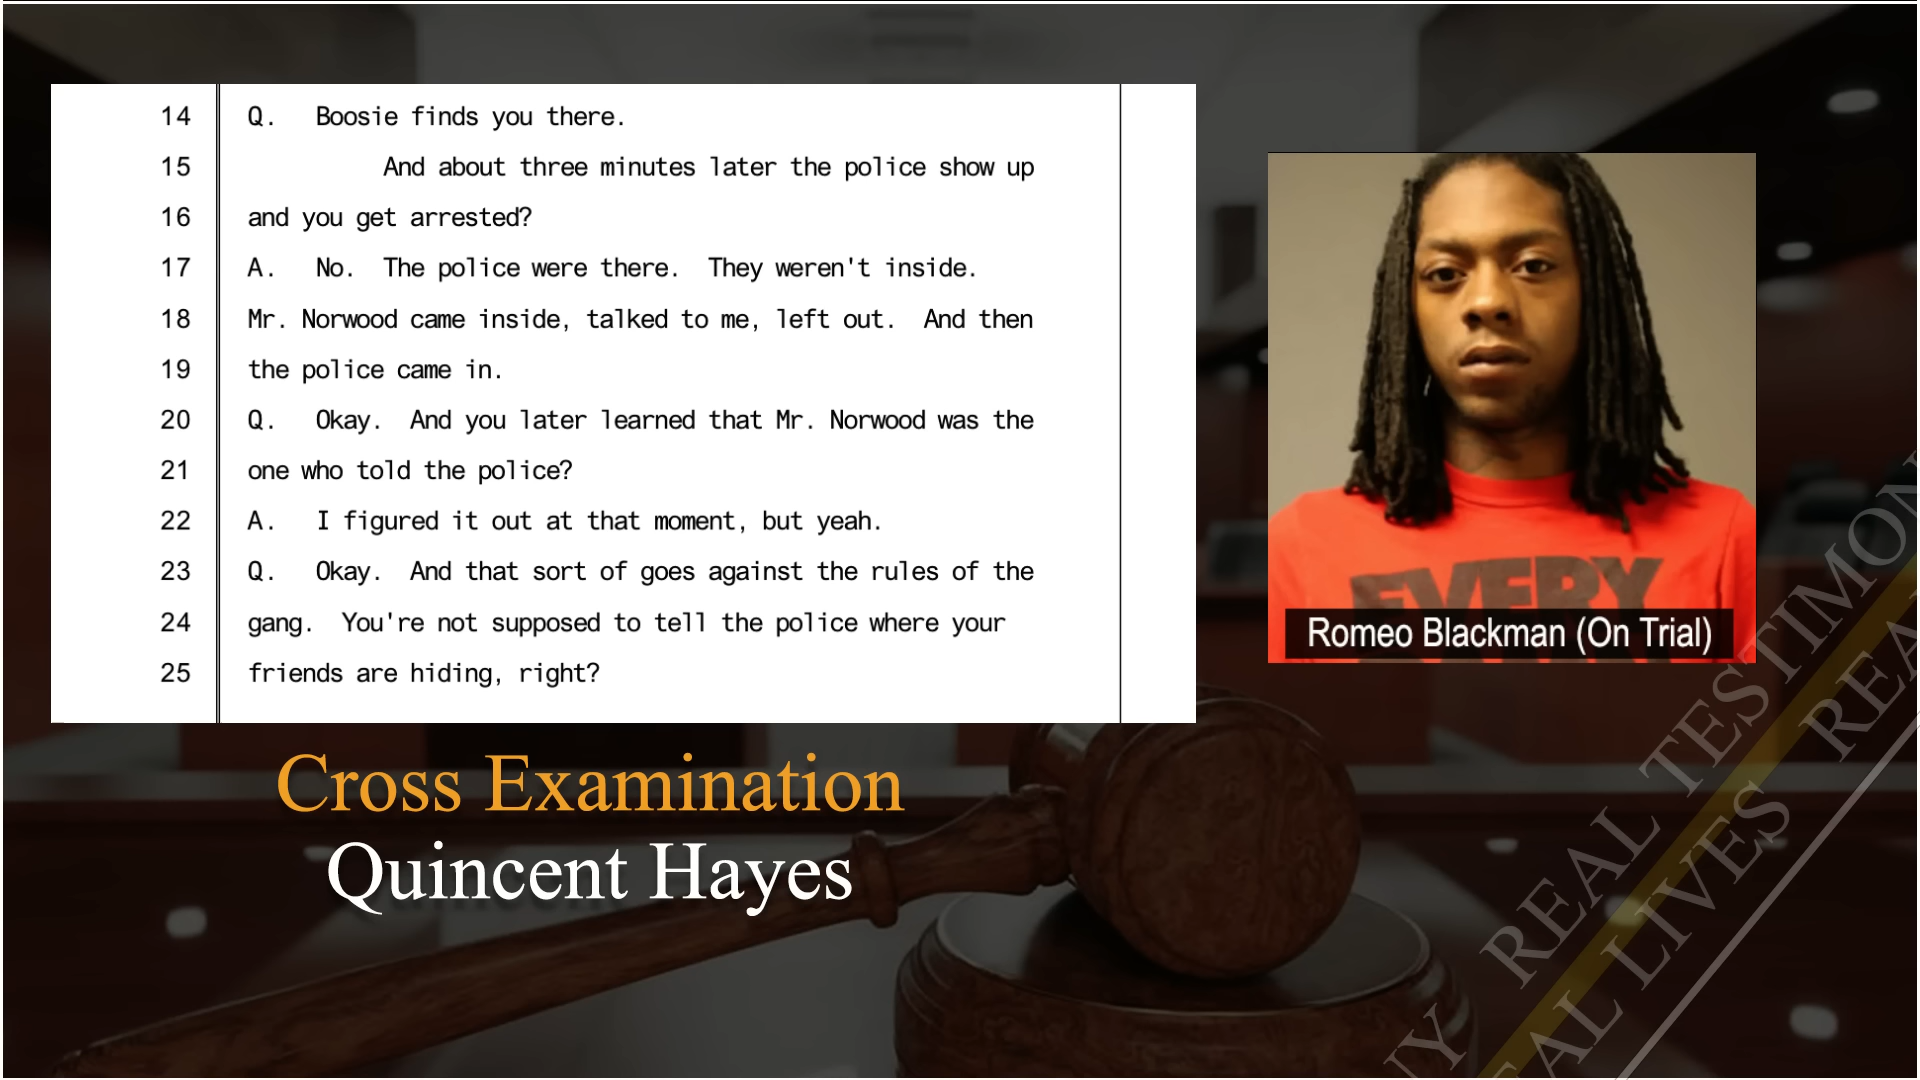 14 Q. Boosie finds you there.
15 And about three minutes later the police show up
16 and you get arrested?
17 A. No. The police were there. They weren't inside.
18 Mr. Norwood came inside, talked to me, left out. And then
19 the police came in.
20 Q. Okay. And you later learned that Mr. Norwood was the
21 one who told the police?
22 A. I figured it out at that moment, but yeah.
23 Q. Okay. And that sort of goes against the rules of the
24 gang. You're not supposed to tell the police where your
25 friends are hiding, right?
EVERY
Romeo Blackman (On Trial)
Cross Examination
Quincent Hayes
REAL TESTIMON
REAL LIVES REA